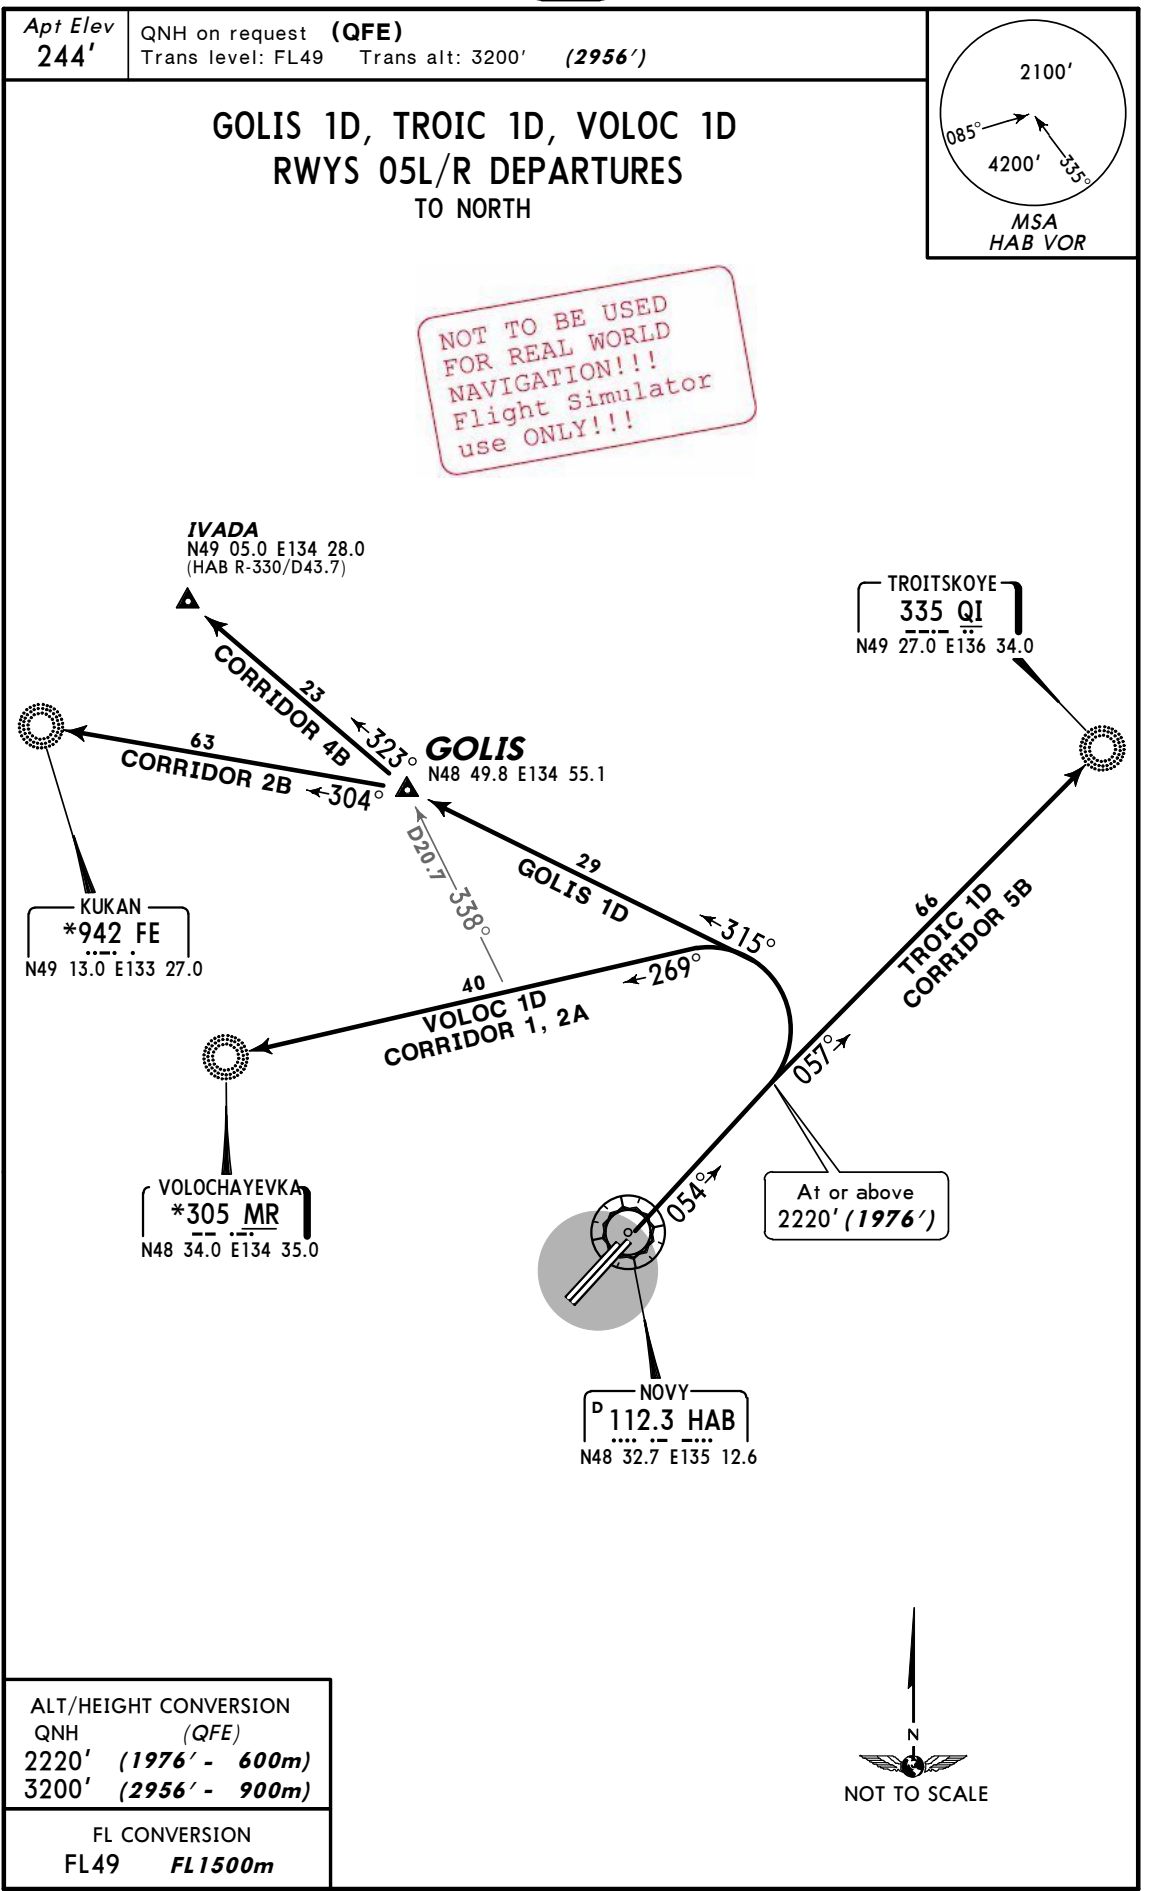 Apt Elev
244'
QNH on request (QFE)
Trans level: FL49 Trans alt: 3200' (2956')
2100'
085°
4200'
335°
MSA
HAB VOR
GOLIS 1D, TROIC 1D, VOLOC 1D
RWYS 05L/R DEPARTURES
TO NORTH
NOT TO BE USED
FOR REAL WORLD
NAVIGATION!!!
Flight Simulator
use ONLY!!!
IVADA
N49 05.0 E134 28.0
(HAB R-330/D43.7)
TROITSKOYE
335 QI
N49 27.0 E136 34.0
23
CORRIDOR 4B
323°
63
CORRIDOR 2B
304°
GOLIS
N48 49.8 E134 55.1
D20.7
338°
29
GOLIS 1D
315°
66
TROIC 1D
CORRIDOR 5B
KUKAN
*942 FE
N49 13.0 E133 27.0
269°
40
VOLOC 1D
CORRIDOR 1, 2A
057°
VOLOCHAYEVKA
*305 MR
N48 34.0 E134 35.0
054°
At or above
2220' (1976')
NOVY
D 112.3 HAB
N48 32.7 E135 12.6
N
NOT TO SCALE
ALT/HEIGHT CONVERSION
QNH (QFE)
2220' (1976' - 600m)
3200' (2956' - 900m)
FL CONVERSION
FL49 FL1500m